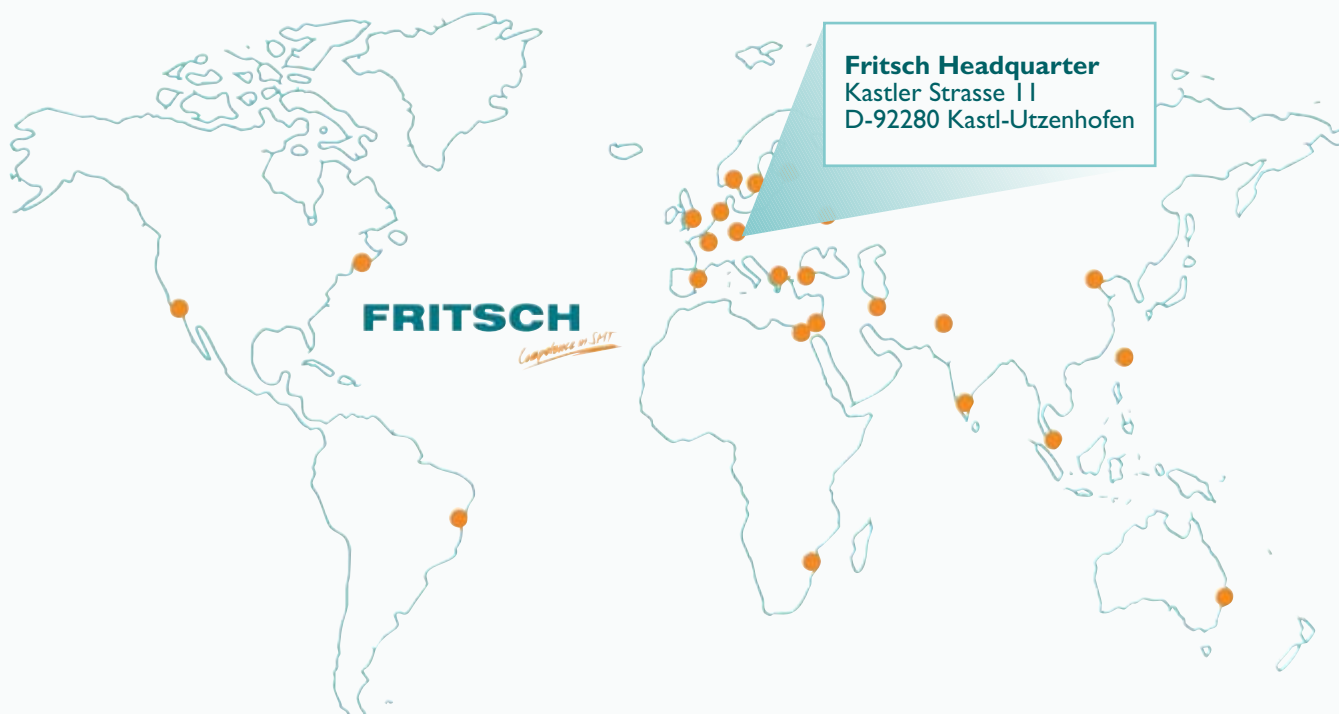 Fritsch Headquarter
Kastler Strasse 11
D-92280 Kastl-Utzenhofen
FRITSCH
Competence in SMT